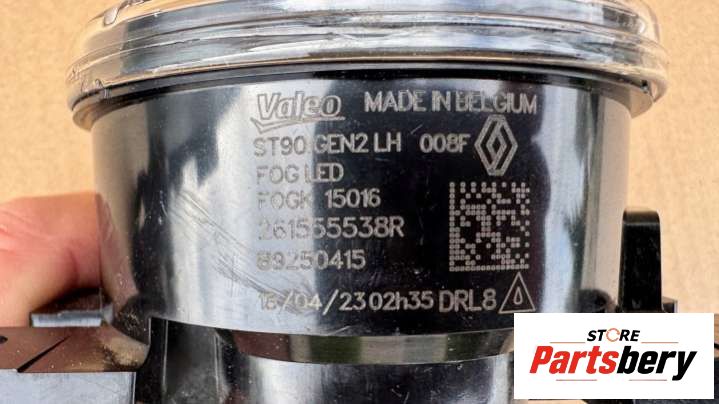 Valeo MADE IN BELGIUM
ST90 GEN2 LH 008F
FOG LED
FOGK 15016
261555538R
89250415
18/04/23 02h35 DRL8
STORE
Partsbery